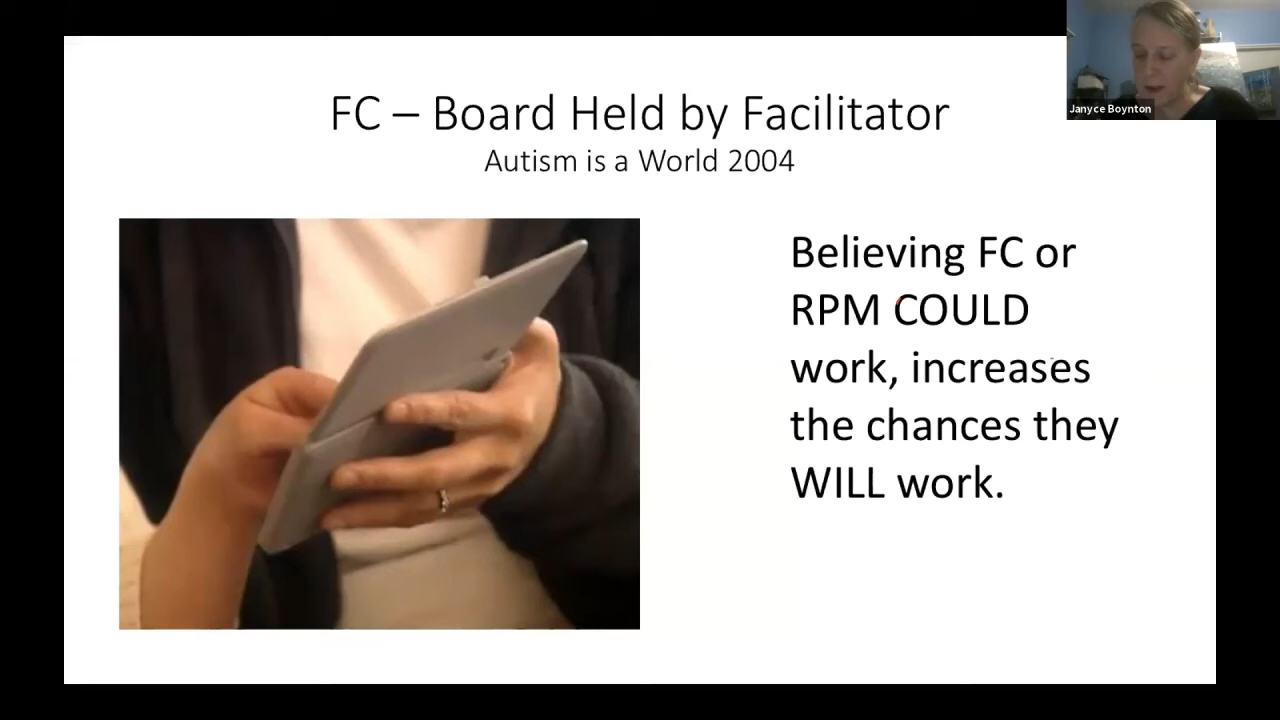 FC – Board Held by Facilitator
Autism is a World 2004
Janyce Boynton
Believing FC or
RPM COULD
work, increases
the chances they
WILL work.